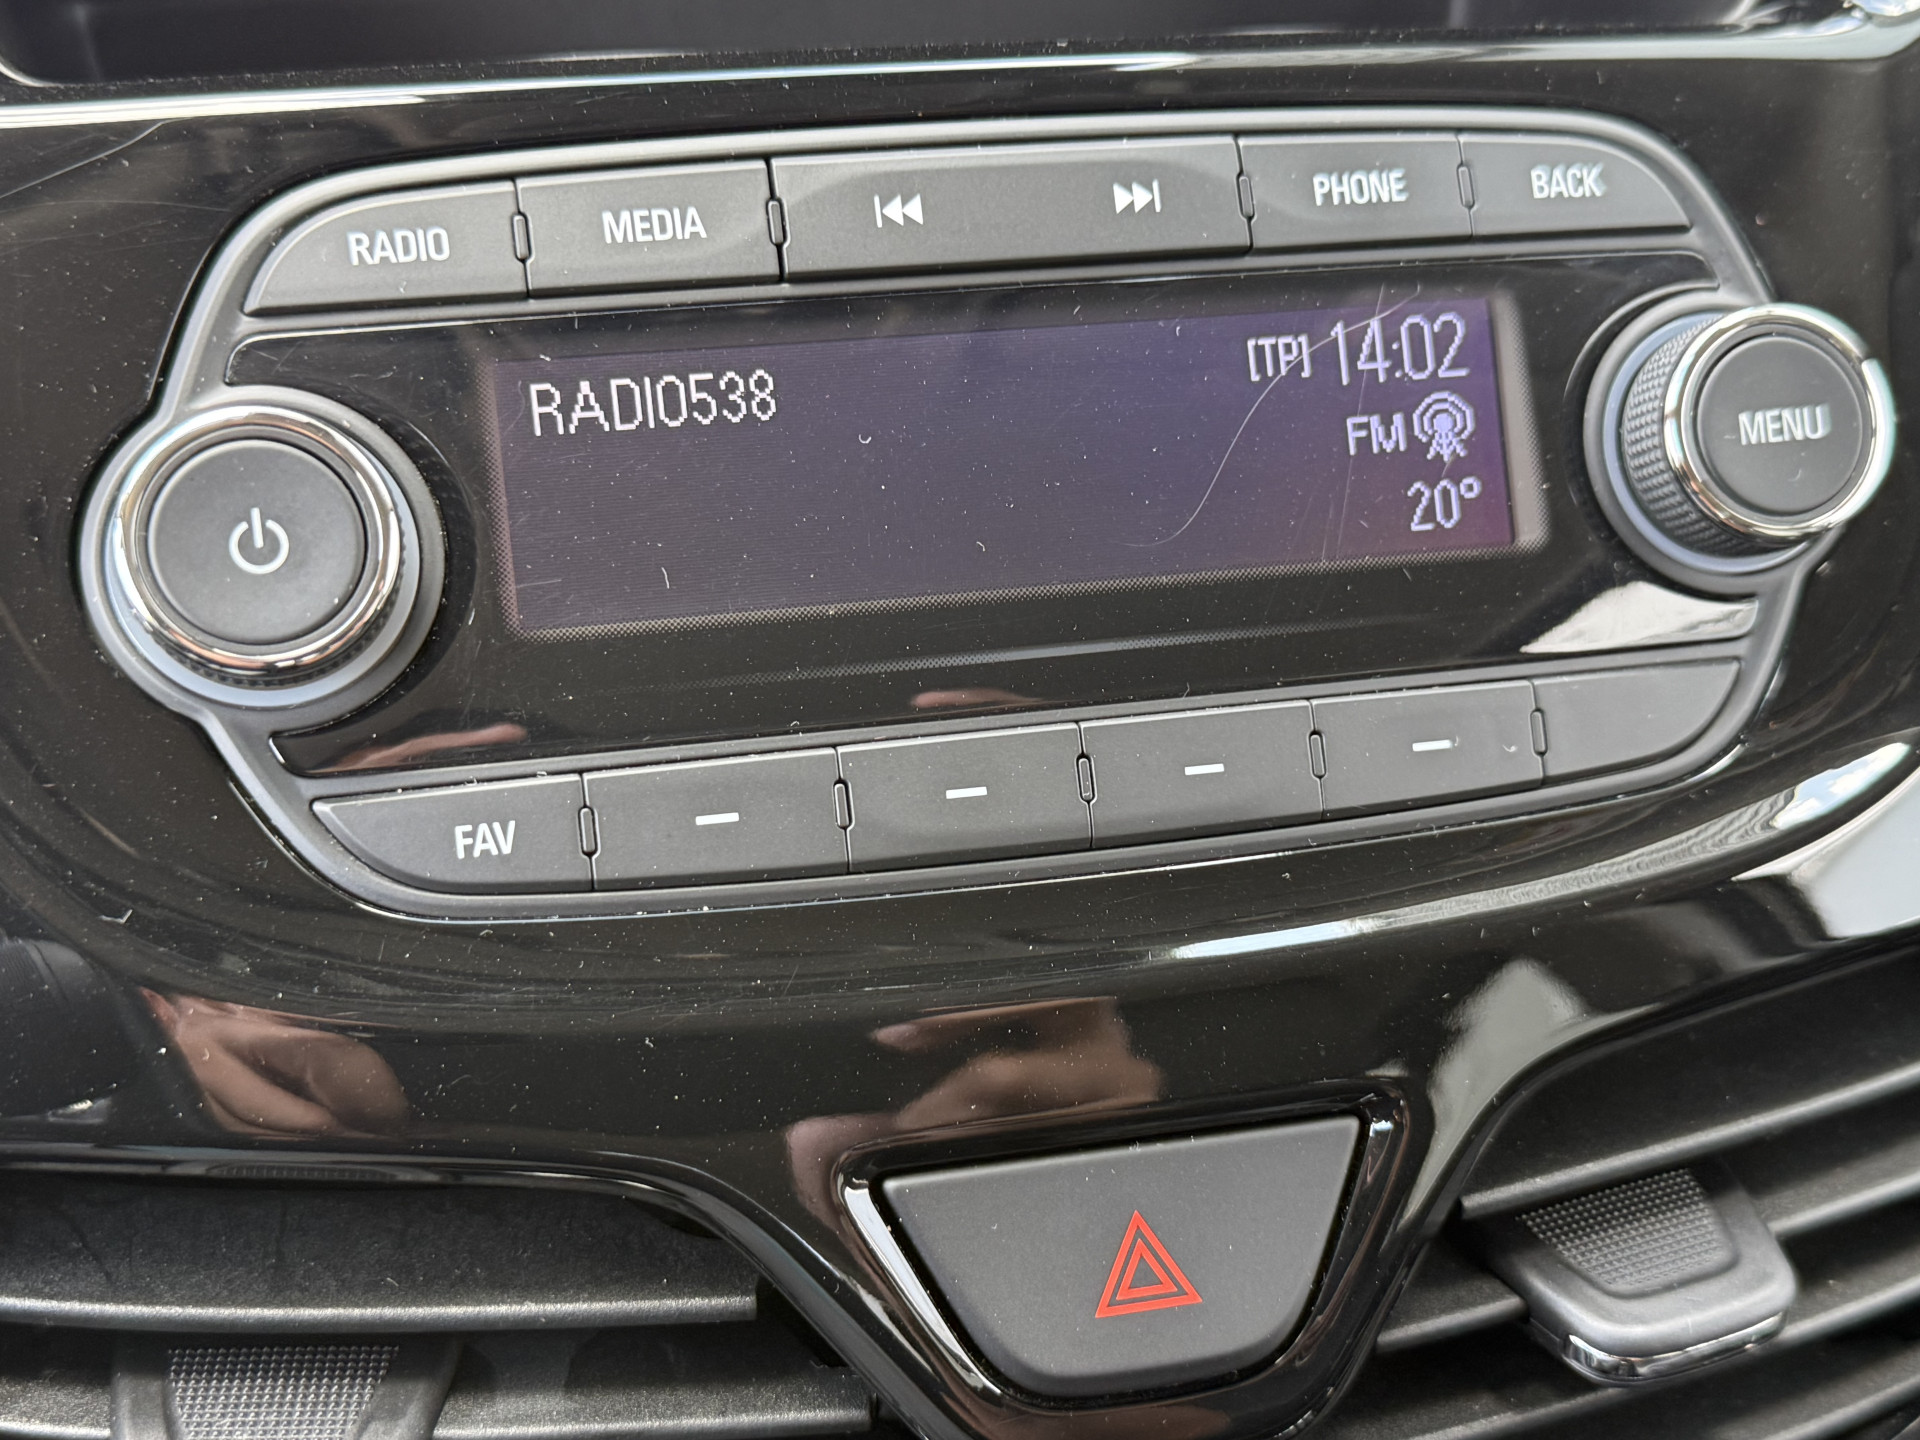 RADIO
MEDIA
PHONE
BACK
RADIO538
[TP] 14:02
FM
20°
MENU
FAV